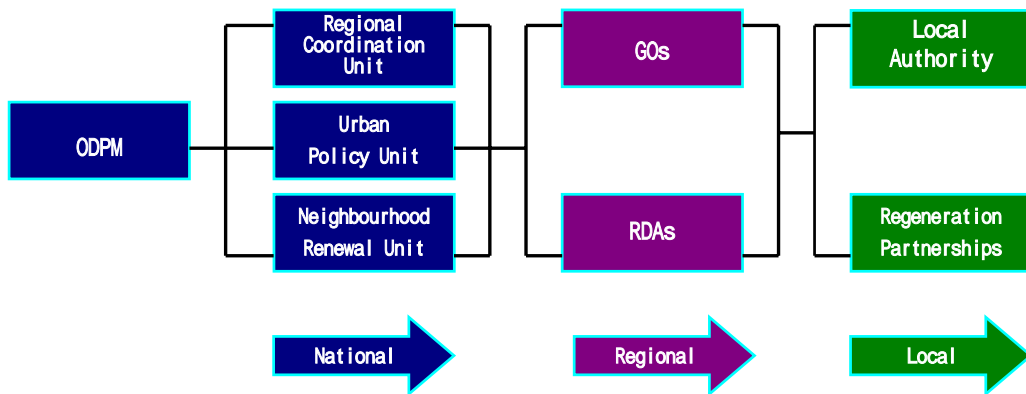 ODPM
Regional
Coordination
Unit
Urban
Policy Unit
Neighbourhood
Renewal Unit
GOs
RDAs
Local
Authority
Regeneration
Partnerships
National
Regional
Local